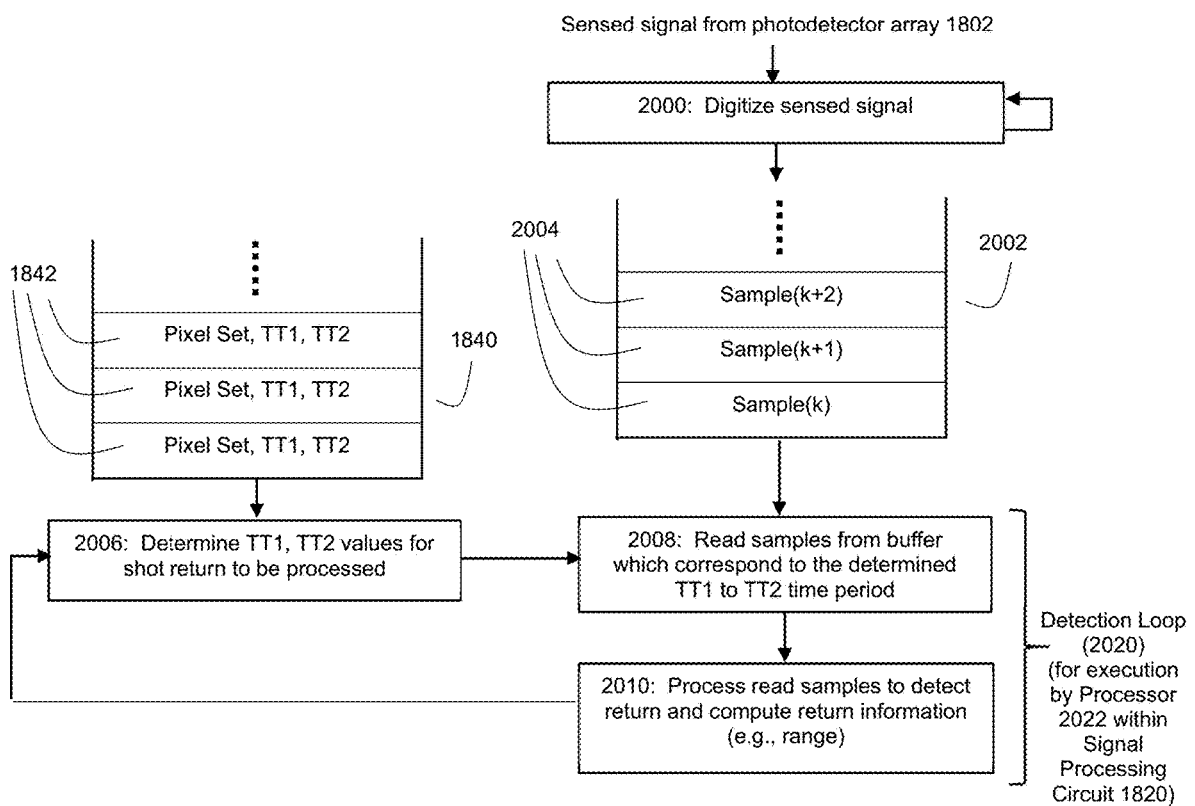 Sensed signal from photodetector array 1802
2000: Digitize sensed signal
2004
2002
Sample(k+2)
Sample(k+1)
Sample(k)
1842
1840
Pixel Set, TT1, TT2
Pixel Set, TT1, TT2
Pixel Set, TT1, TT2
2006: Determine TT1, TT2 values for
shot return to be processed
2008: Read samples from buffer
which correspond to the determined
TT1 to TT2 time period
2010: Process read samples to detect
return and compute return information
(e.g., range)
Detection Loop
(2020)
(for execution
by Processor
2022 within
Signal
Processing
Circuit 1820)